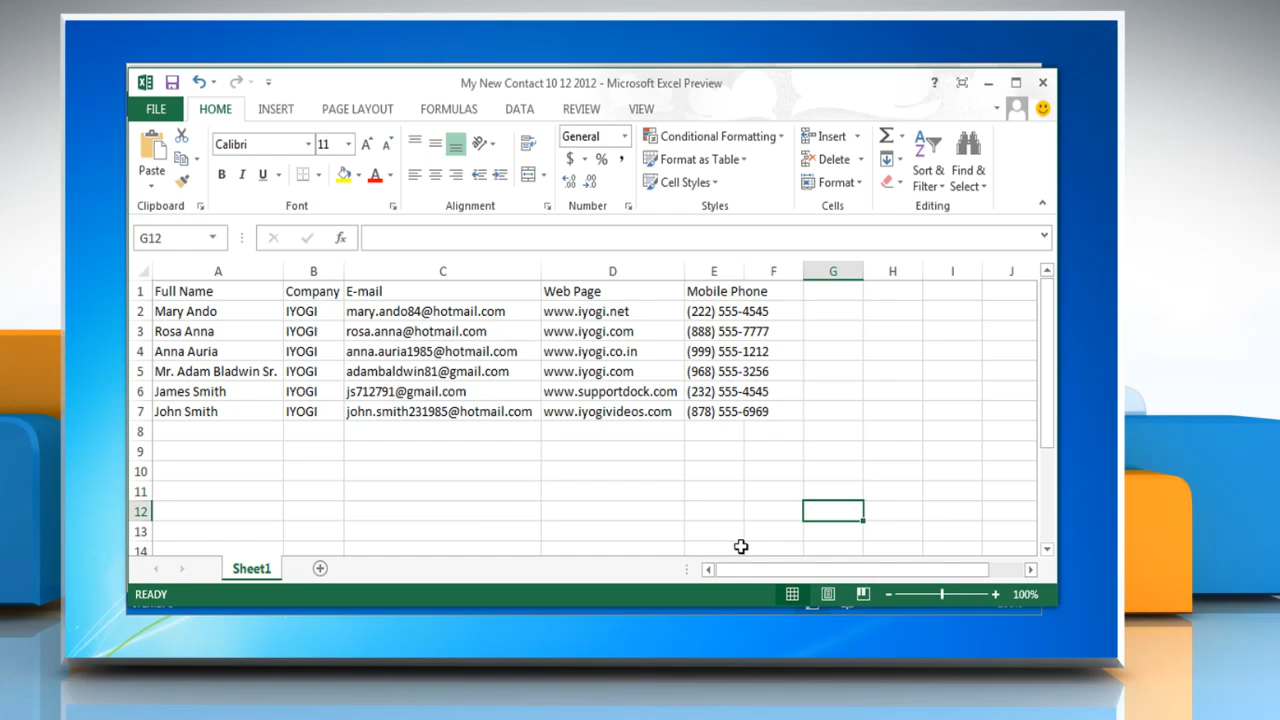 My New Contact 10 12 2012 - Microsoft Excel Preview
?
FILE HOME INSERT PAGE LAYOUT FORMULAS DATA REVIEW VIEW
Paste
Clipboard
Calibri 11
B I U A
Font
Alignment
General
$ % ,
Number
Conditional Formatting
Format as Table
Cell Styles
Styles
Insert
Delete
Format
Cells
Sort & Filter
Find & Select
Editing
G12 fx
A B C D E F G H I J
1 Full Name Company E-mail Web Page Mobile Phone
2 Mary Ando IYOGI mary.ando84@hotmail.com www.iyogi.net (222) 555-4545
3 Rosa Anna IYOGI rosa.anna@hotmail.com www.iyogi.com (888) 555-7777
4 Anna Auria IYOGI anna.auria1985@hotmail.com www.iyogi.co.in (999) 555-1212
5 Mr. Adam Bladwin Sr. IYOGI adambaldwin81@gmail.com www.iyogi.com (968) 555-3256
6 James Smith IYOGI js712791@gmail.com www.supportdock.com (232) 555-4545
7 John Smith IYOGI john.smith231985@hotmail.com www.iyogivideos.com (878) 555-6969
8
9
10
11
12
13
14
Sheet1
READY 100%